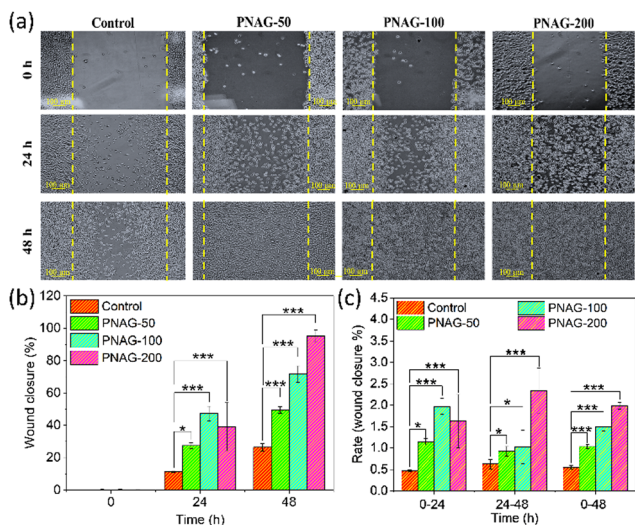 (a)
Control PNAG-50 PNAG-100 PNAG-200
0 h
100 μm 100 μm 100 μm 100 μm
24 h
100 μm 100 μm 100 μm 100 μm
48 h
100 μm 100 μm 100 μm 100 μm
(b)
Wound closure (%)
120
100
80
60
40
20
0
Control
PNAG-50
PNAG-100
PNAG-200
*
***
***
***
***
***
0 24 48
Time (h)
(c)
Rate (wound closure %)
4.5
4.0
3.5
3.0
2.5
2.0
1.5
1.0
0.5
0.0
Control PNAG-100
PNAG-50 PNAG-200
*
***
***
*
*
***
***
***
***
0-24 24-48 0-48
Time (h)